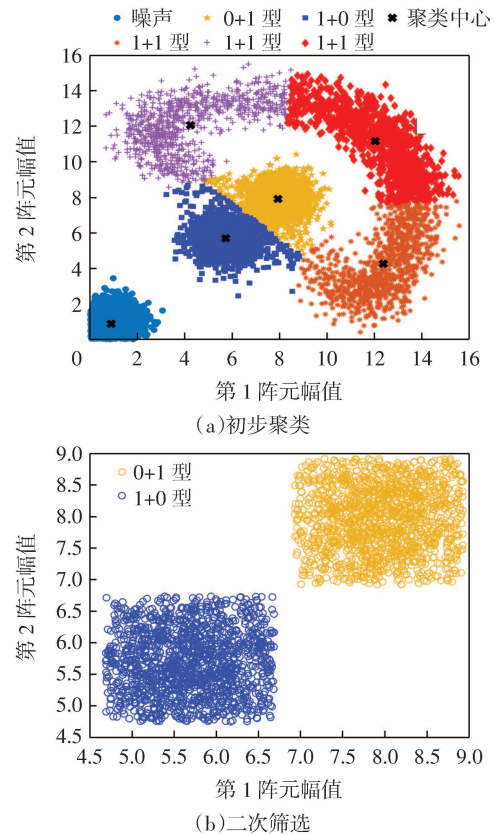 噪声 0+1 型 1+0 型 聚类中心
1+1 型 1+1 型 1+1 型
16
14
12
10
8
6
4
2
0 2 4 6 8 10 12 14 16
第 2 阵元幅值
第 1 阵元幅值
(a)初步聚类
9.0
8.5
8.0
7.5
7.0
6.5
6.0
5.5
5.0
4.5
0+1 型
1+0 型
4.5 5.0 5.5 6.0 6.5 7.0 7.5 8.0 8.5 9.0
第 2 阵元幅值
第 1 阵元幅值
(b)二次筛选